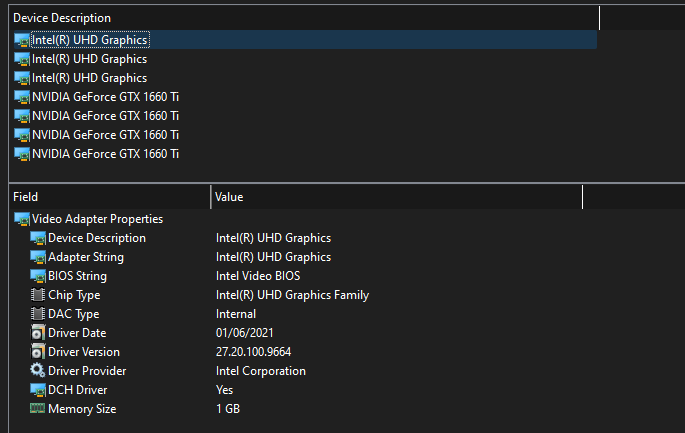 Device Description
Intel(R) UHD Graphics
Intel(R) UHD Graphics
Intel(R) UHD Graphics
NVIDIA GeForce GTX 1660 Ti
NVIDIA GeForce GTX 1660 Ti
NVIDIA GeForce GTX 1660 Ti
NVIDIA GeForce GTX 1660 Ti
Field Value
Video Adapter Properties
Device Description Intel(R) UHD Graphics
Adapter String Intel(R) UHD Graphics
BIOS String Intel Video BIOS
Chip Type Intel(R) UHD Graphics Family
DAC Type Internal
Driver Date 01/06/2021
Driver Version 27.20.100.9664
Driver Provider Intel Corporation
DCH Driver Yes
Memory Size 1 GB